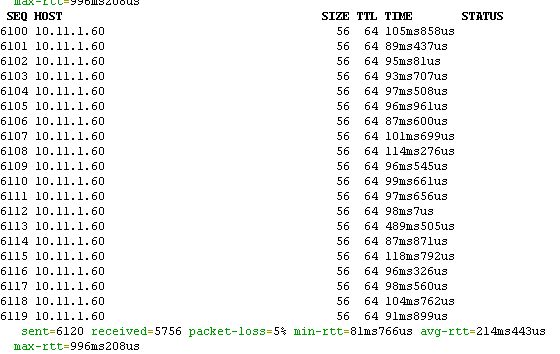 max-rtt=996ms208us
SEQ HOST SIZE TTL TIME STATUS
6100 10.11.1.60 56 64 105ms858us
6101 10.11.1.60 56 64 89ms437us
6102 10.11.1.60 56 64 95ms81us
6103 10.11.1.60 56 64 93ms707us
6104 10.11.1.60 56 64 97ms508us
6105 10.11.1.60 56 64 96ms961us
6106 10.11.1.60 56 64 87ms600us
6107 10.11.1.60 56 64 101ms699us
6108 10.11.1.60 56 64 114ms276us
6109 10.11.1.60 56 64 96ms545us
6110 10.11.1.60 56 64 99ms661us
6111 10.11.1.60 56 64 97ms656us
6112 10.11.1.60 56 64 98ms7us
6113 10.11.1.60 56 64 489ms505us
6114 10.11.1.60 56 64 87ms871us
6115 10.11.1.60 56 64 118ms792us
6116 10.11.1.60 56 64 96ms326us
6117 10.11.1.60 56 64 98ms560us
6118 10.11.1.60 56 64 104ms762us
6119 10.11.1.60 56 64 91ms899us
sent=6120 received=5756 packet-loss=5% min-rtt=81ms766us avg-rtt=214ms443us
max-rtt=996ms208us